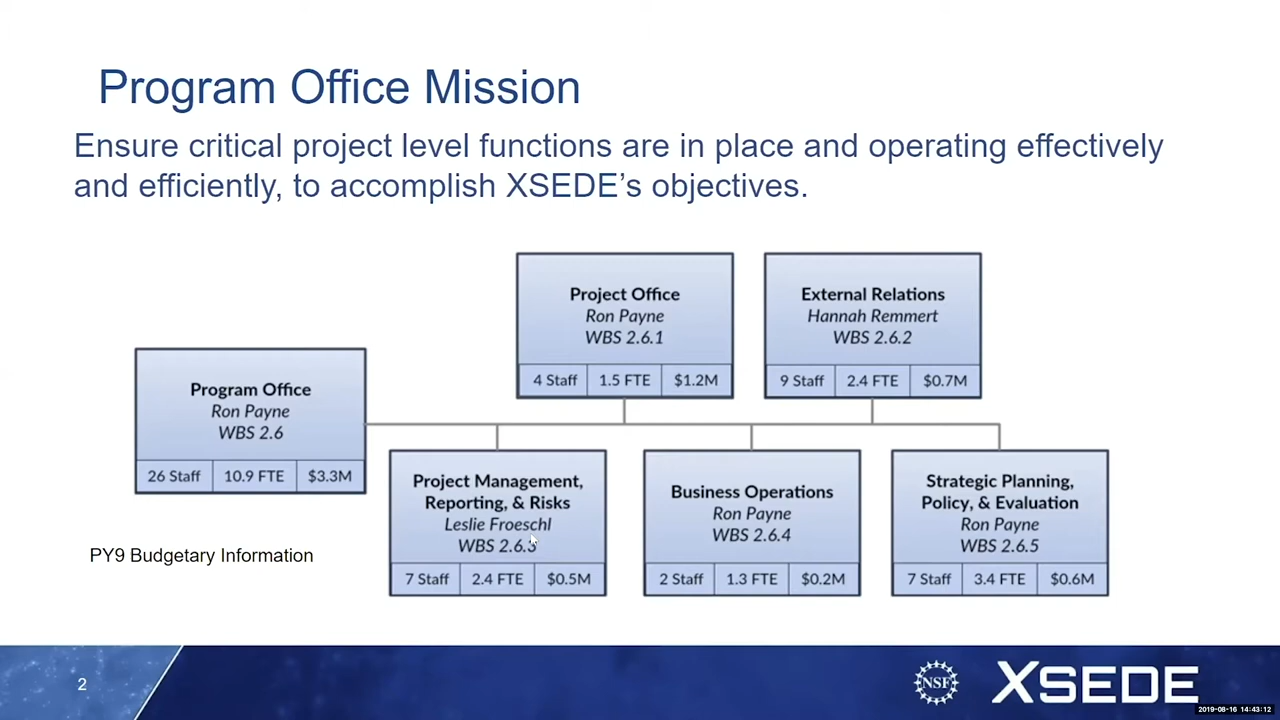 Program Office Mission
Ensure critical project level functions are in place and operating effectively
and efficiently, to accomplish XSEDE’s objectives.
Project Office
Ron Payne
WBS 2.6.1
4 Staff 1.5 FTE $1.2M
External Relations
Hannah Remmert
WBS 2.6.2
9 Staff 2.4 FTE $0.7M
Program Office
Ron Payne
WBS 2.6
26 Staff 10.9 FTE $3.3M
Project Management,
Reporting, & Risks
Leslie Froeschl
WBS 2.6.3
7 Staff 2.4 FTE $0.5M
Business Operations
Ron Payne
WBS 2.6.4
2 Staff 1.3 FTE $0.2M
Strategic Planning,
Policy, & Evaluation
Ron Payne
WBS 2.6.5
7 Staff 3.4 FTE $0.6M
PY9 Budgetary Information
2
NSF
XSEDE
2019-08-16 14:43:12